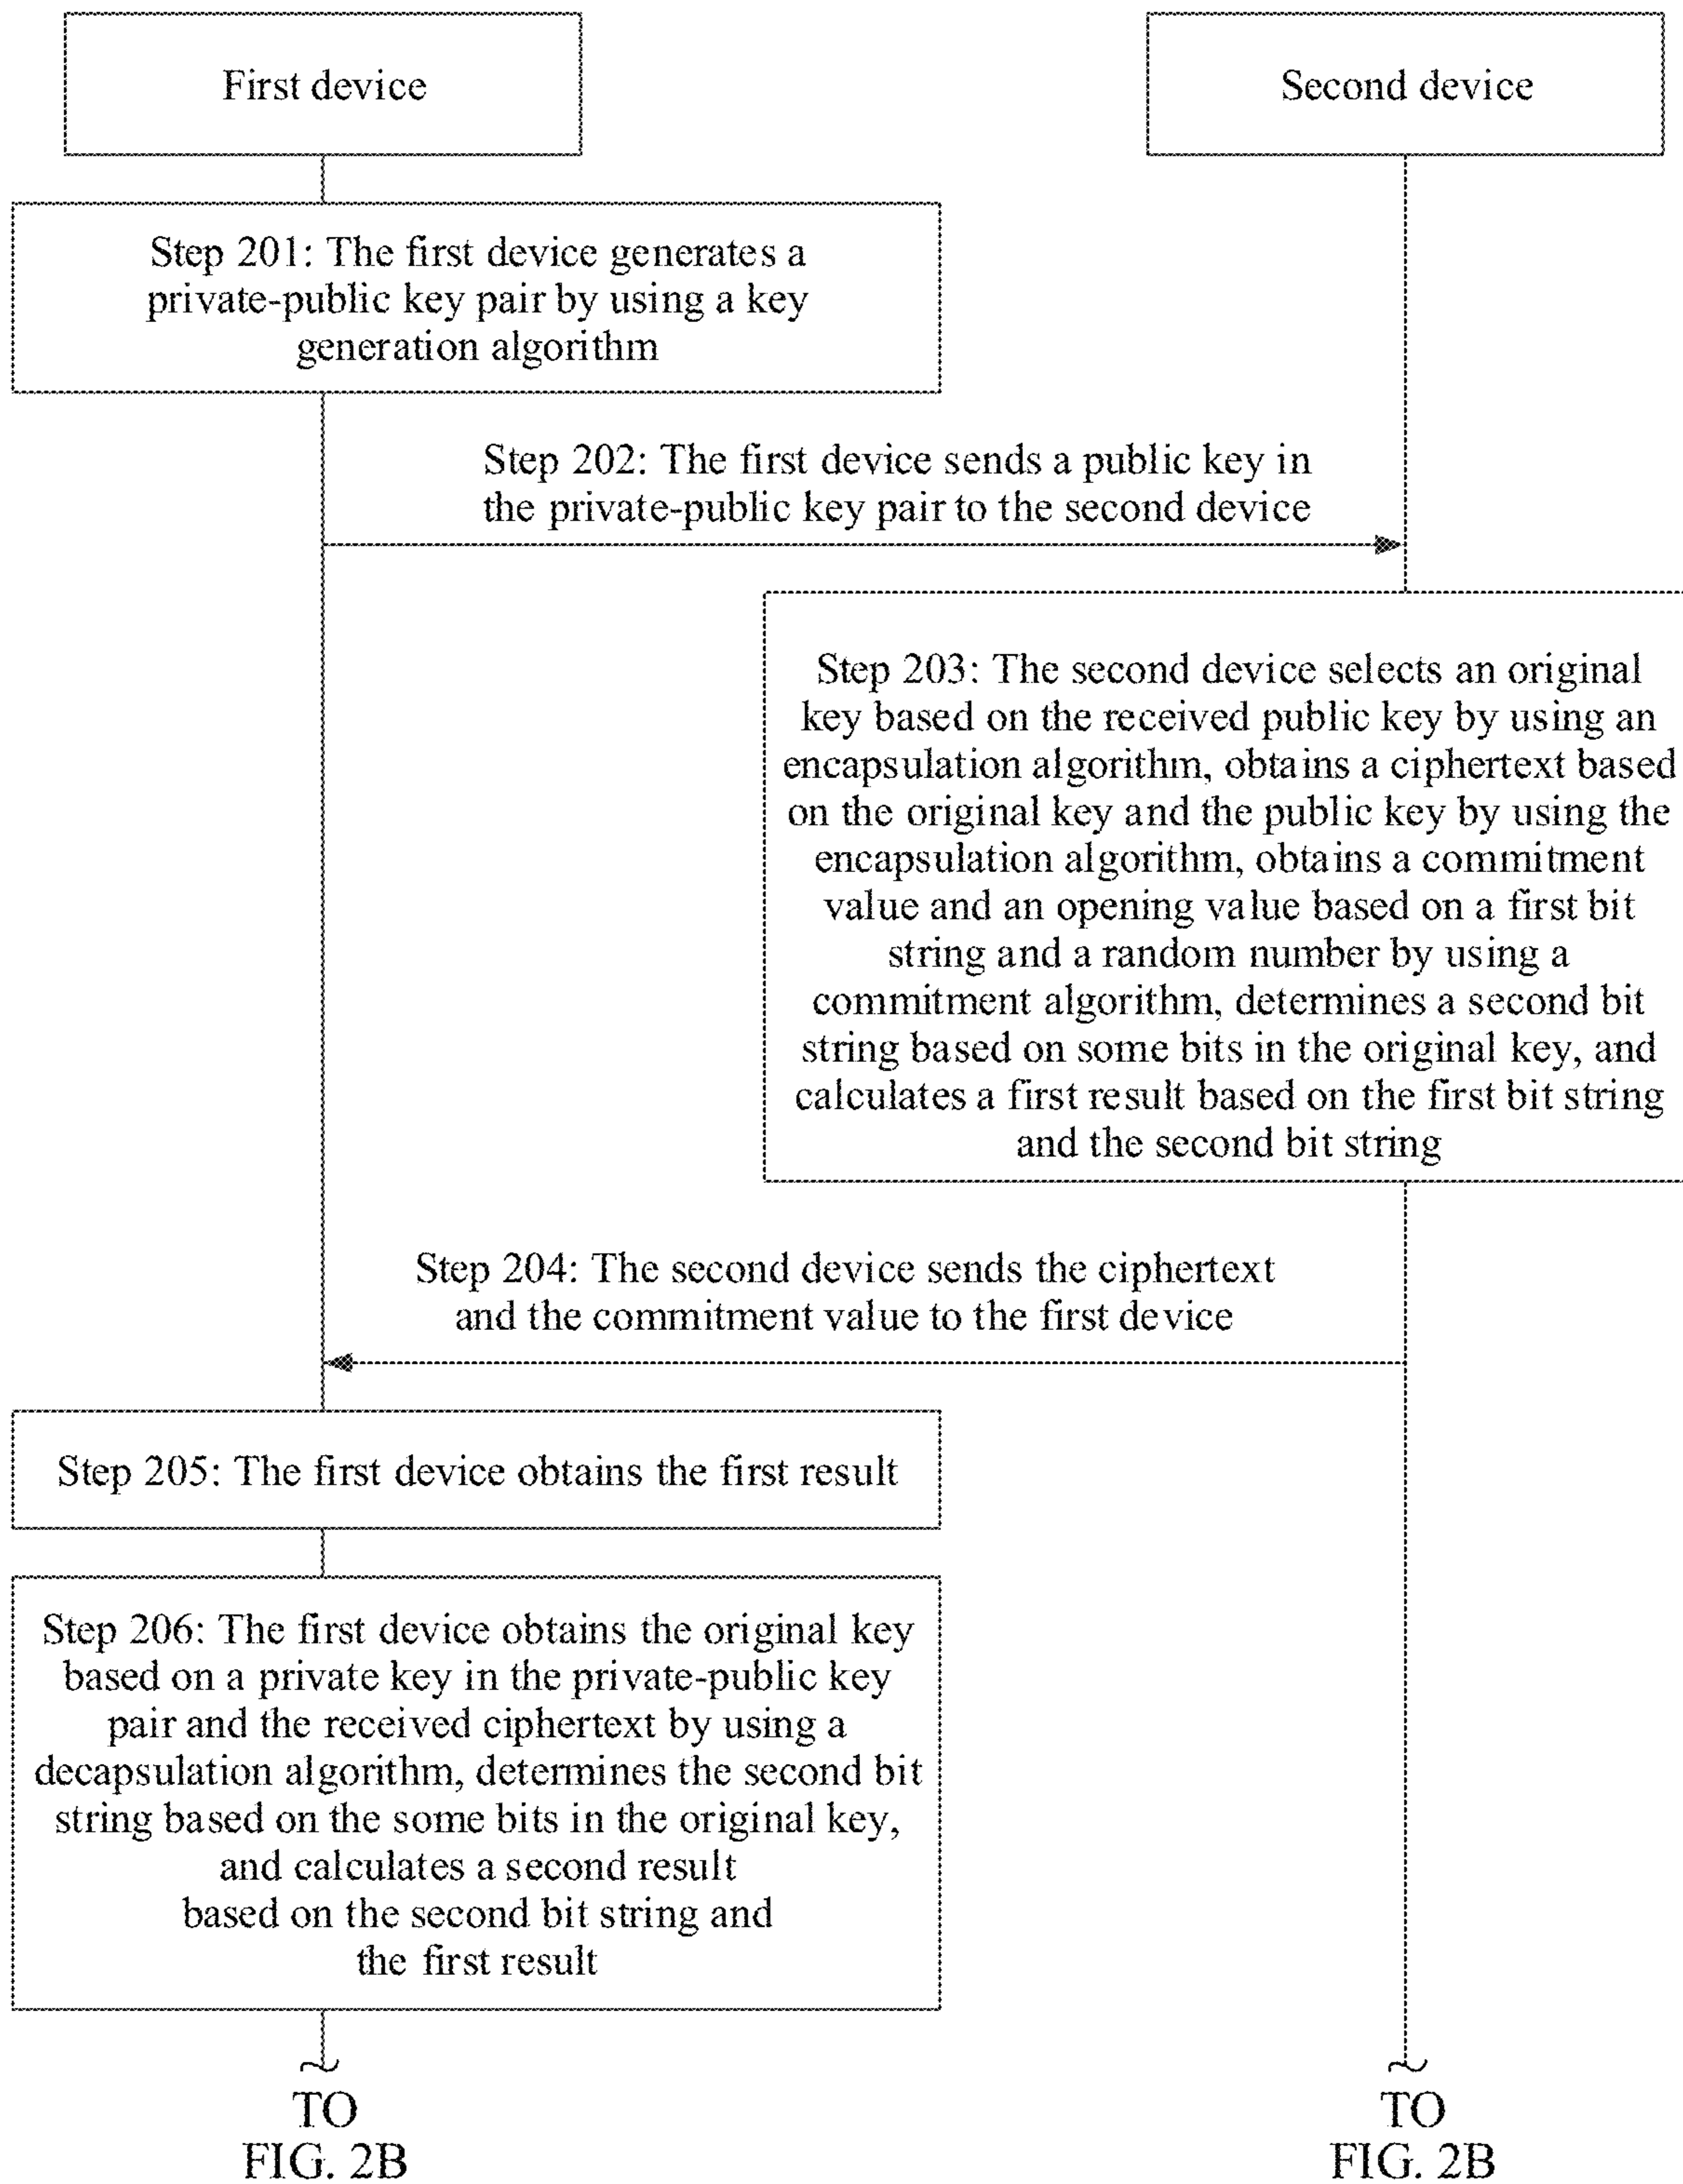 First device
Second device
Step 201: The first device generates a
private-public key pair by using a key
generation algorithm
Step 202: The first device sends a public key in
the private-public key pair to the second device
Step 203: The second device selects an original
key based on the received public key by using an
encapsulation algorithm, obtains a ciphertext based
on the original key and the public key by using the
encapsulation algorithm, obtains a commitment
value and an opening value based on a first bit
string and a random number by using a
commitment algorithm, determines a second bit
string based on some bits in the original key, and
calculates a first result based on the first bit string
and the second bit string
Step 204: The second device sends the ciphertext
and the commitment value to the first device
Step 205: The first device obtains the first result
Step 206: The first device obtains the original key
based on a private key in the private-public key
pair and the received ciphertext by using a
decapsulation algorithm, determines the second bit
string based on the some bits in the original key,
and calculates a second result
based on the second bit string and
the first result
TO
FIG. 2B
TO
FIG. 2B